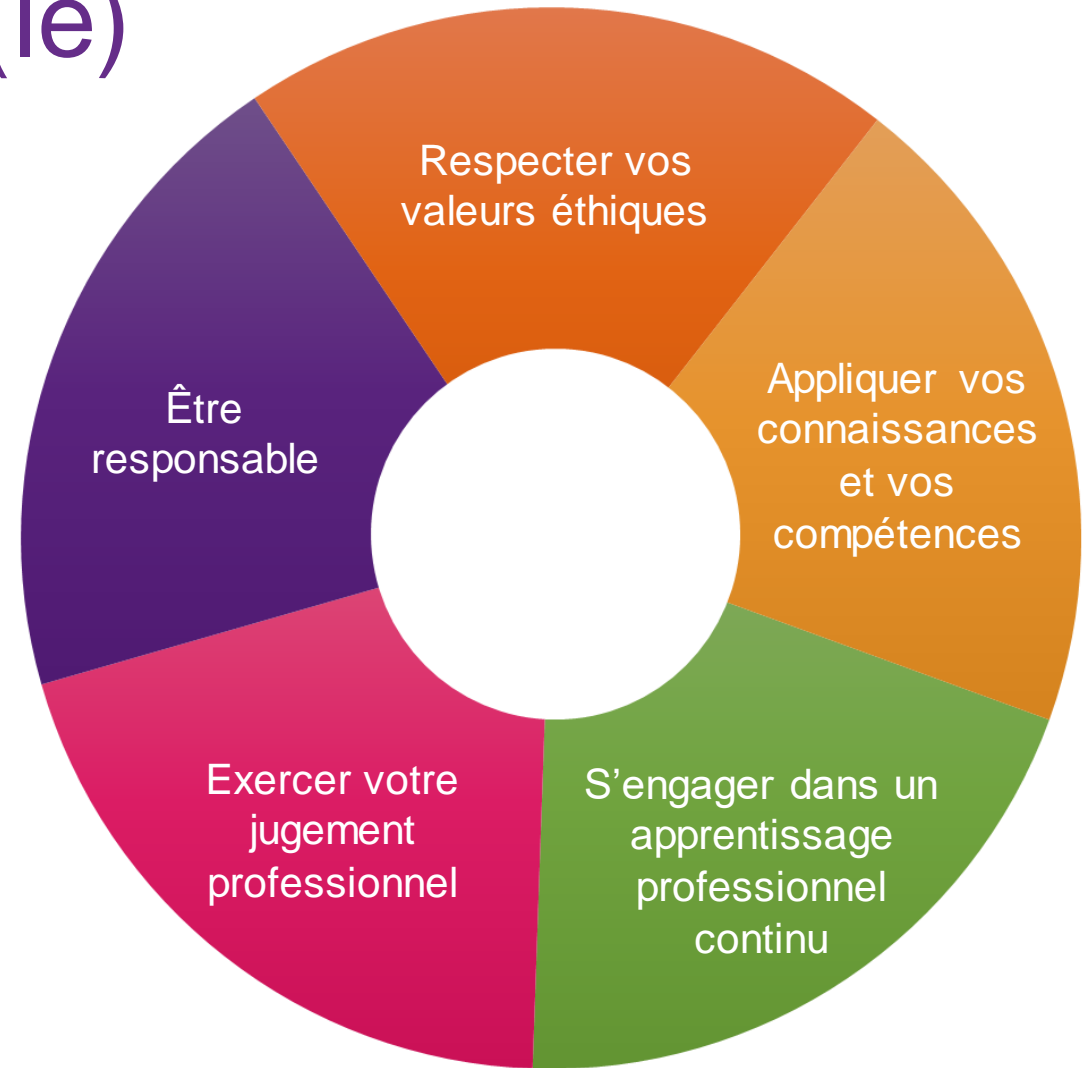 le)
Respecter vos
valeurs éthiques
Appliquer vos
connaissances
et vos
compétences
S’engager dans un
apprentissage
professionnel
continu
Exercer votre
jugement
professionnel
Être
responsable